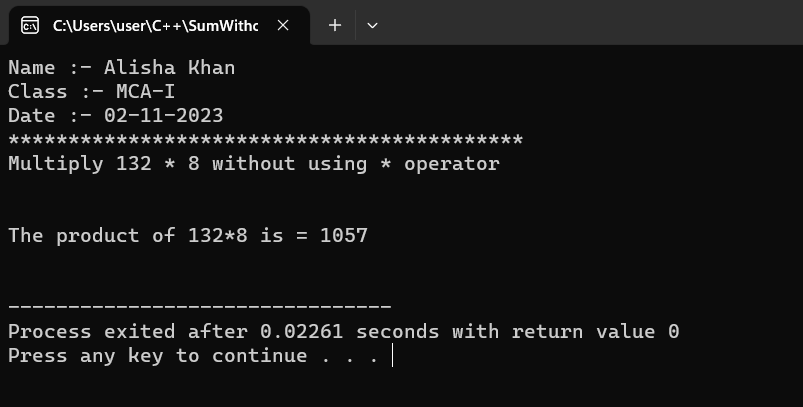 C:\Users\user\C++\SumWithc
Name :- Alisha Khan
Class :- MCA-I
Date :- 02-11-2023
*******************************************
Multiply 132 * 8 without using * operator
The product of 132*8 is = 1057
--------------------------------
Process exited after 0.02261 seconds with return value 0
Press any key to continue . . .